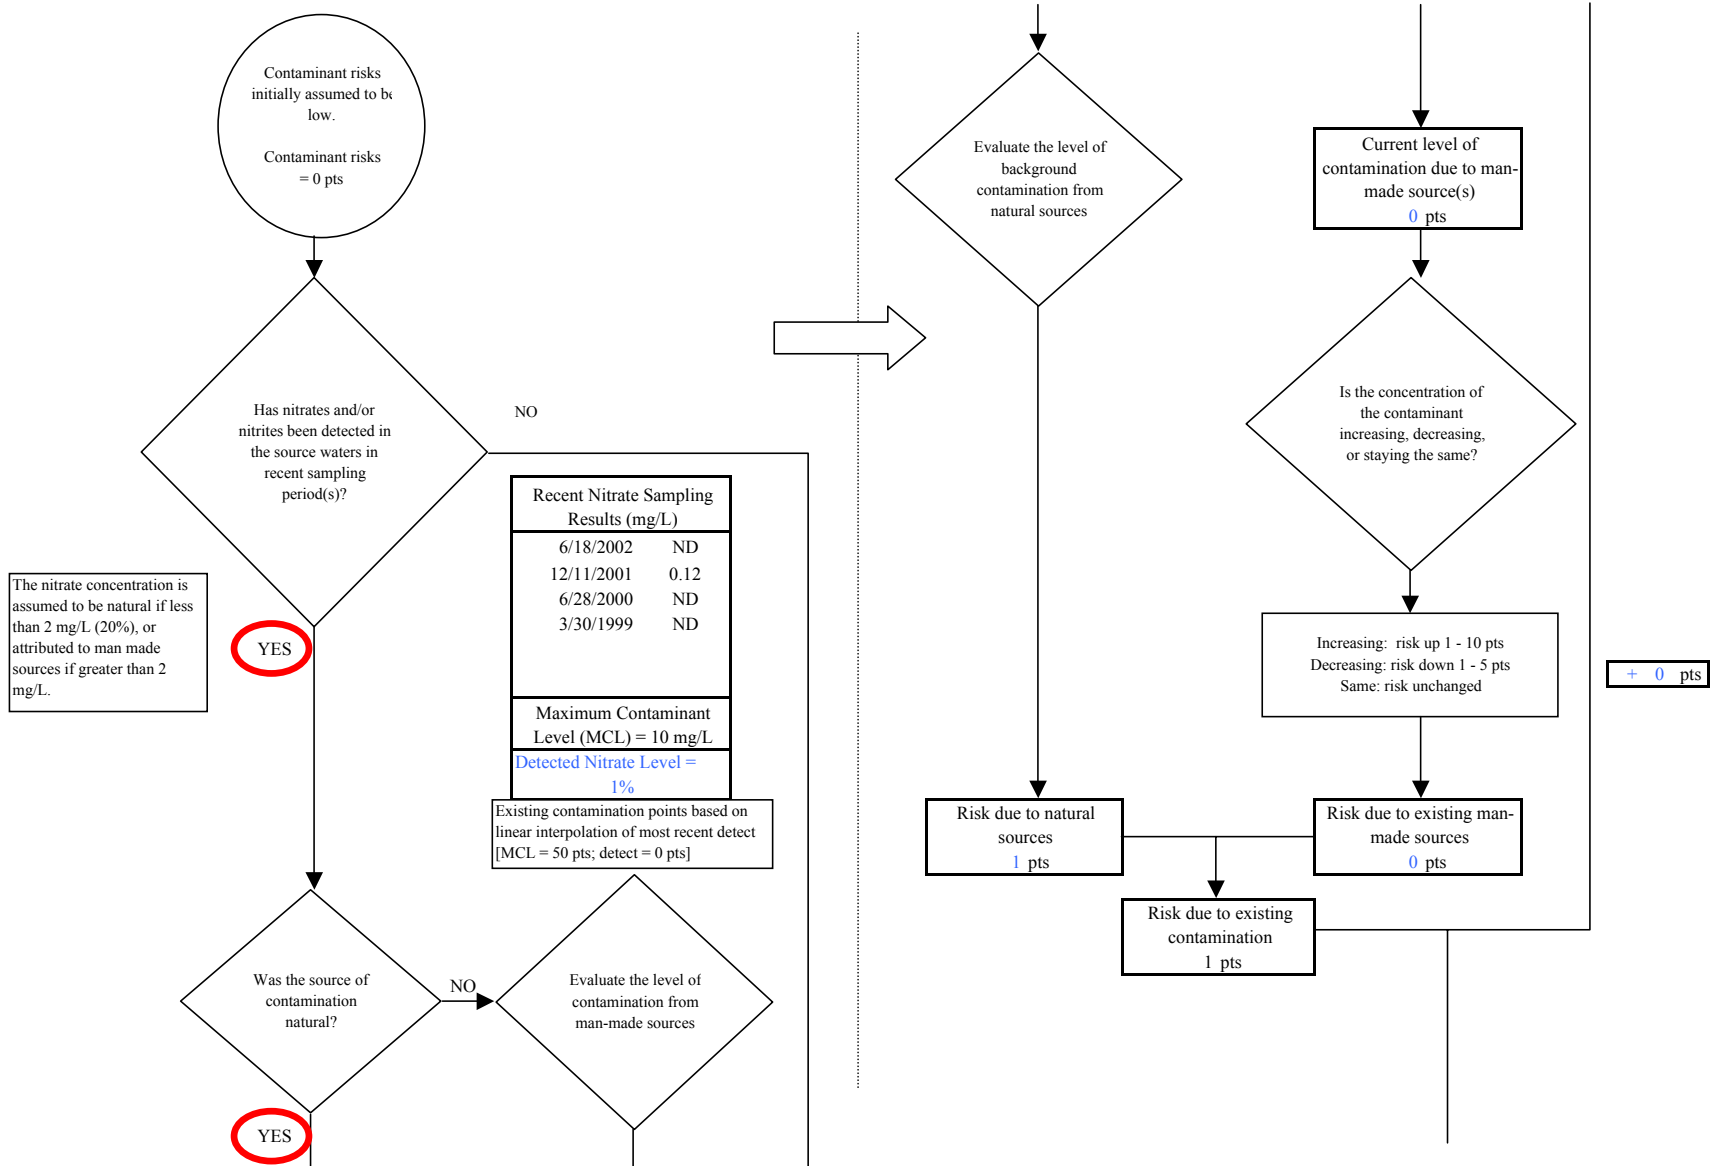 Contaminant risks
initially assumed to be
low.
Contaminant risks
= 0 pts
Has nitrates and/or
nitrites been detected in
the source waters in
recent sampling
period(s)?
NO
YES
The nitrate concentration is
assumed to be natural if less
than 2 mg/L (20%), or
attributed to man made
sources if greater than 2
mg/L.
Recent Nitrate Sampling
Results (mg/L)
6/18/2002 ND
12/11/2001 0.12
6/28/2000 ND
3/30/1999 ND
Maximum Contaminant
Level (MCL) = 10 mg/L
Detected Nitrate Level =
1%
Existing contamination points based on
linear interpolation of most recent detect
[MCL = 50 pts; detect = 0 pts]
Was the source of
contamination
natural?
NO
YES
Evaluate the level of
contamination from
man-made sources
Evaluate the level of
background
contamination from
natural sources
Current level of
contamination due to man-
made source(s)
0 pts
Is the concentration of
the contaminant
increasing, decreasing,
or staying the same?
Increasing: risk up 1 - 10 pts
Decreasing: risk down 1 - 5 pts
Same: risk unchanged
+ 0 pts
Risk due to natural
sources
1 pts
Risk due to existing man-
made sources
0 pts
Risk due to existing
contamination
1 pts